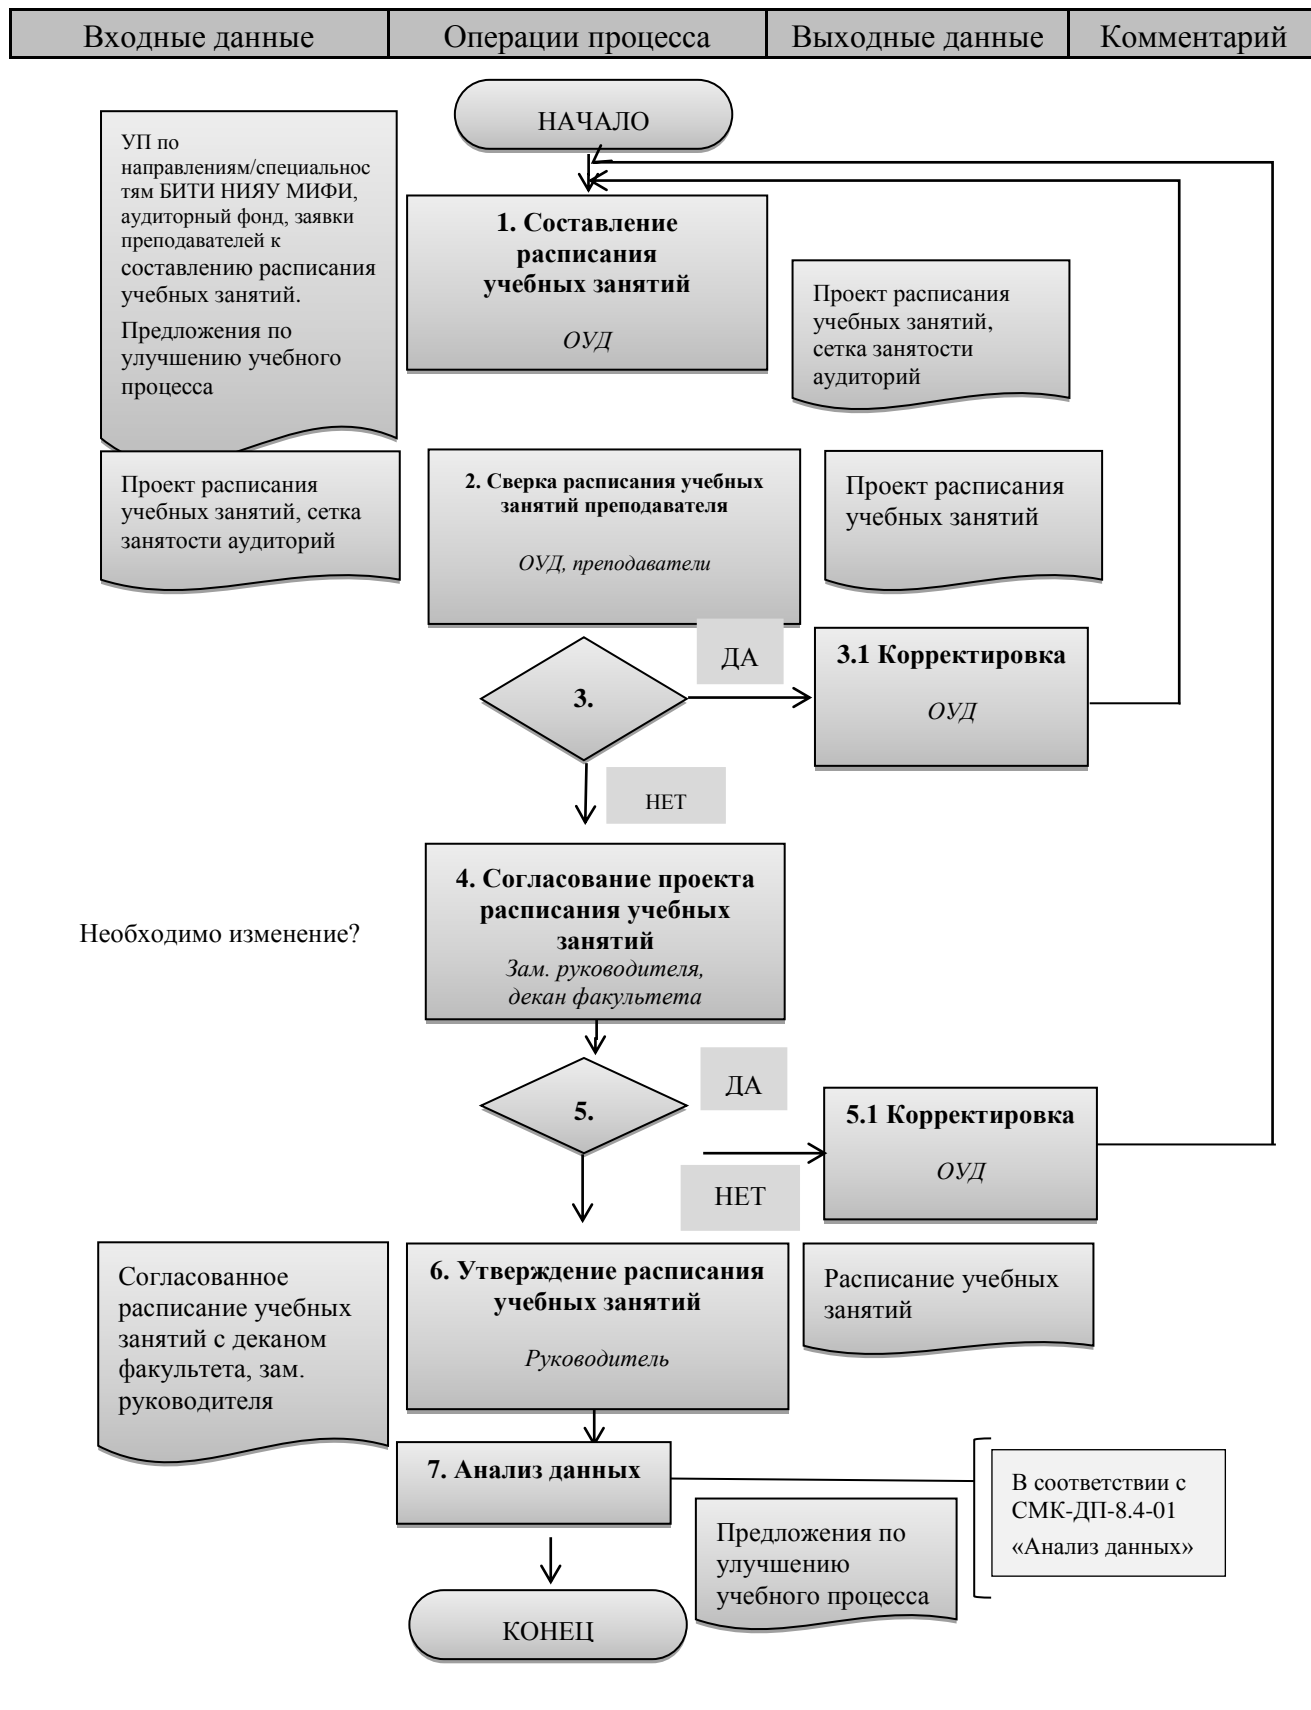 Входные данные
Операции процесса
Выходные данные
Комментарий
НАЧАЛО
УП по
направлениям/специальнос
тям БИТИ НИЯУ МИФИ,
аудиторный фонд, заявки
преподавателей к
составлению расписания
учебных занятий.
Предложения по
улучшению учебного
процесса
1. Составление
расписания
учебных занятий
ОУД
Проект расписания
учебных занятий,
сетка занятости
аудиторий
Проект расписания
учебных занятий, сетка
занятости аудиторий
2. Сверка расписания учебных
занятий преподавателя
ОУД, преподаватели
Проект расписания
учебных занятий
3.
ДА
3.1 Корректировка
ОУД
НЕТ
Необходимо изменение?
4. Согласование проекта
расписания учебных
занятий
Зам. руководителя,
декан факультета
5.
ДА
5.1 Корректировка
ОУД
НЕТ
Согласованное
расписание учебных
занятий с деканом
факультета, зам.
руководителя
6. Утверждение расписания
учебных занятий
Руководитель
Расписание учебных
занятий
7. Анализ данных
В соответствии с
СМК-ДП-8.4-01
«Анализ данных»
Предложения по
улучшению
учебного процесса
КОНЕЦ